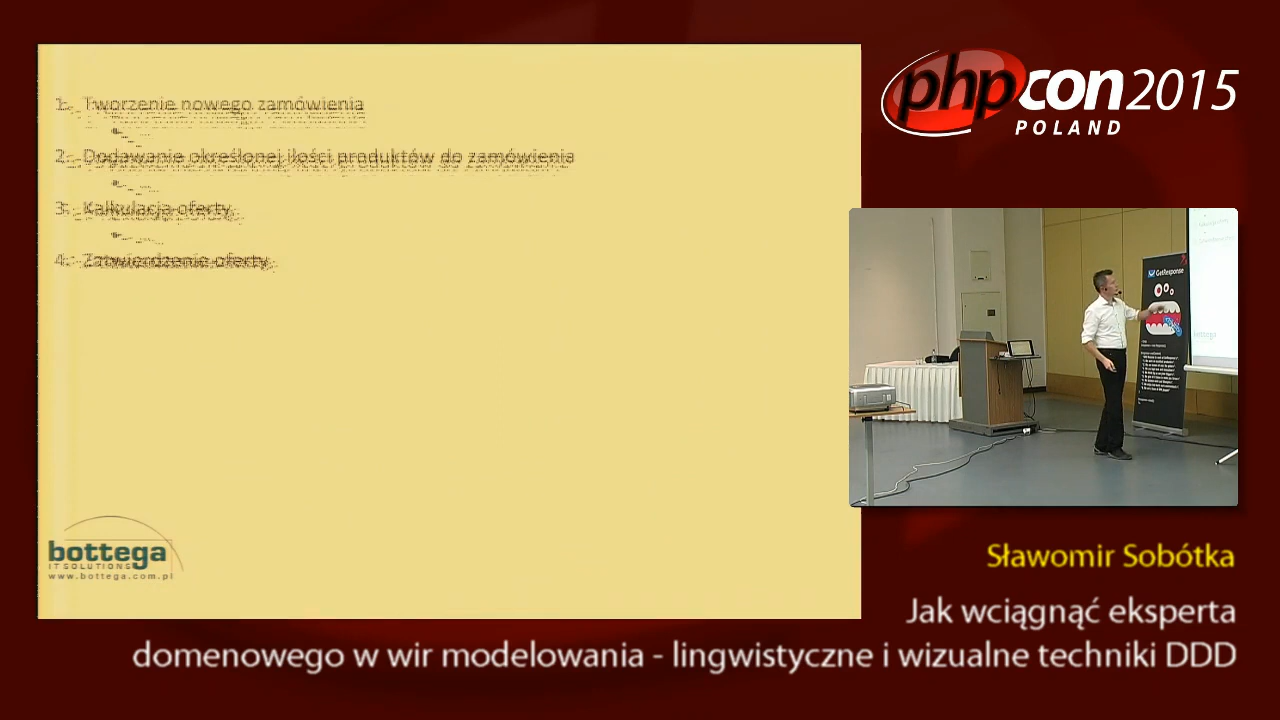 1. Tworzenie nowego zamówienia
2. Dodawanie określonej ilości produktów do zamówienia
3. Kalkulacja oferty
4. Zatwierdzenie oferty
bottega
IT SOLUTIONS
www.bottega.com.pl
phpcon2015
POLAND
GetResponse
bottega
Sławomir Sobótka
Jak wciągnąć eksperta
domenowego w wir modelowania - lingwistyczne i wizualne techniki DDD